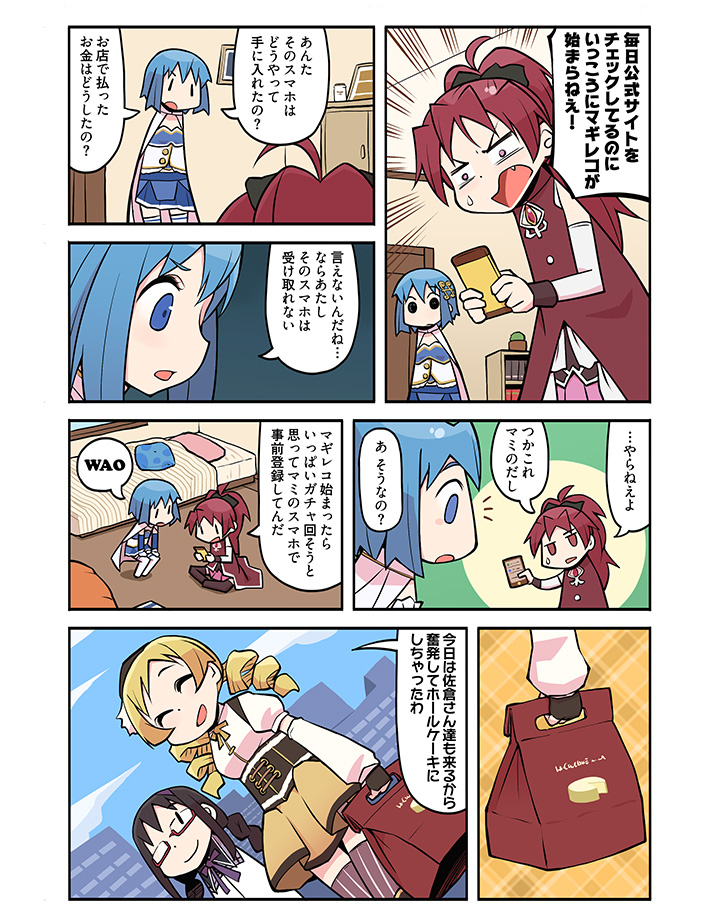 毎日公式サイトを
チェックしてるのに
いっこうにマギレコが
始まらねえ!
あんた
そのスマホは
どうやって
手に入れたの?
お店で払った
お金はどうしたの?
言えないんだね…
ならあたし
そのスマホは
受け取れない
…やらねえよ
つかこれ
マミのだし
あ そうなの?
マギレコ始まったら
いっぱいガチャ回そうと
思ってマミのスマホで
事前登録してんだ
WAO
今日は佐倉さん達も来るから
奮発してホールケーキに
しちゃったわ